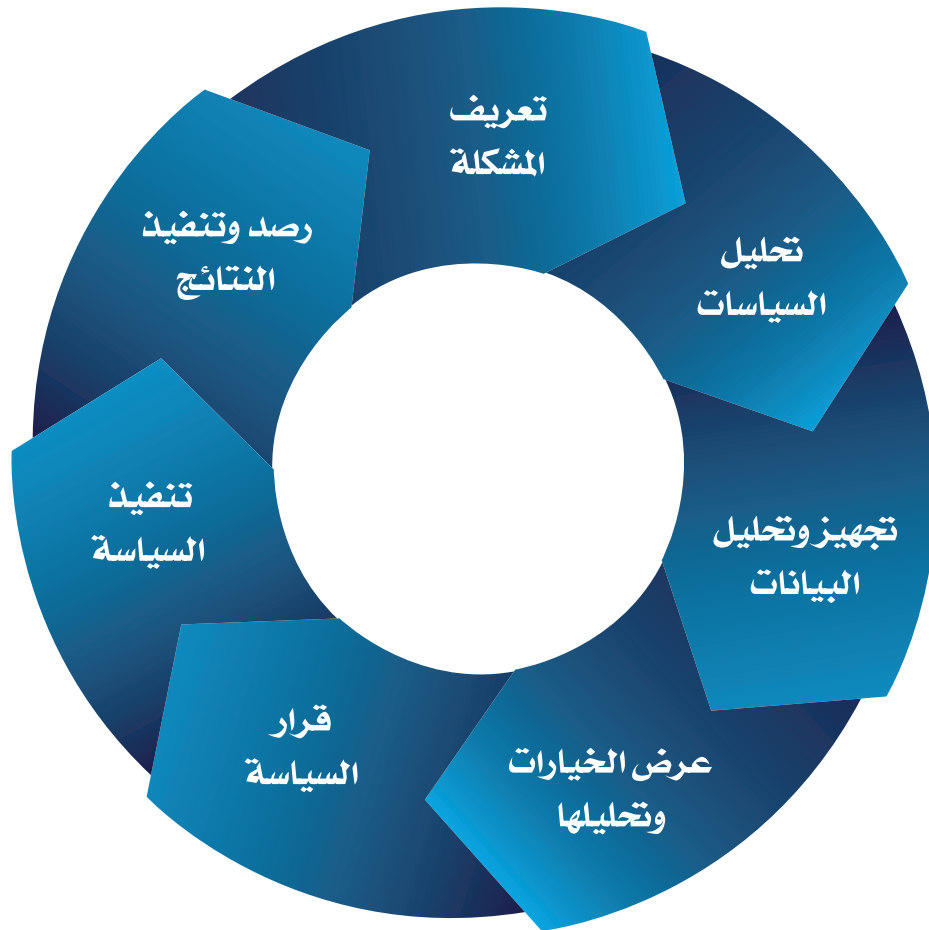 تعريف
المشكلة
تحليل
السياسات
تجهيز وتحليل
البيانات
عرض الخيارات
وتحليلها
قرار
السياسة
تنفيذ
السياسة
رصد وتنفيذ
النتائج